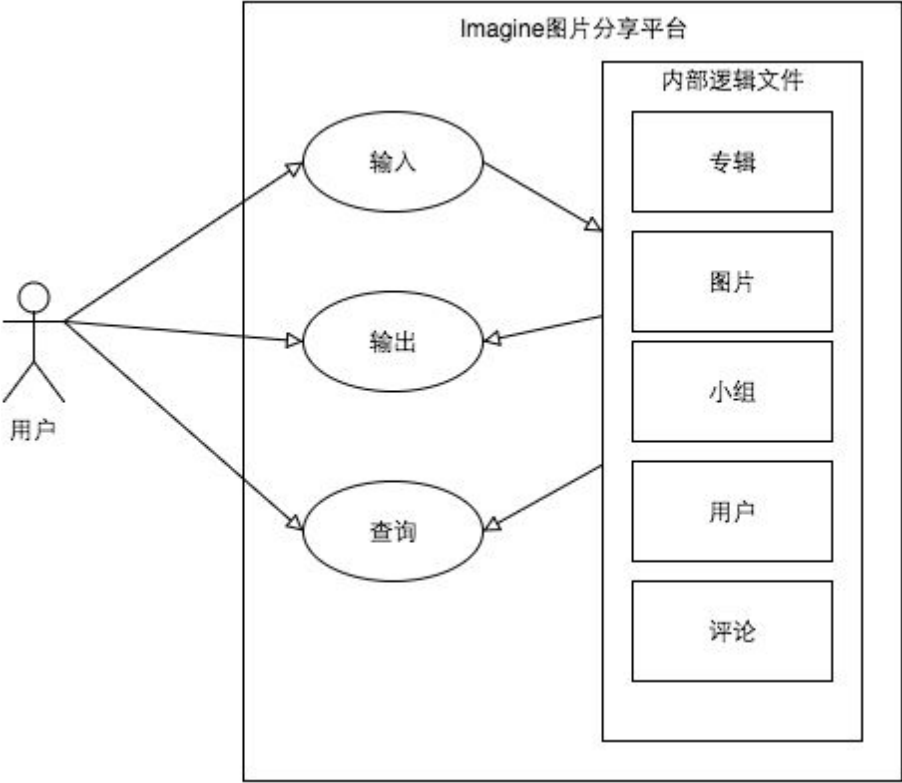 Imagine图片分享平台
内部逻辑文件
输入
专辑
图片
输出
小组
用户
查询
用户
评论